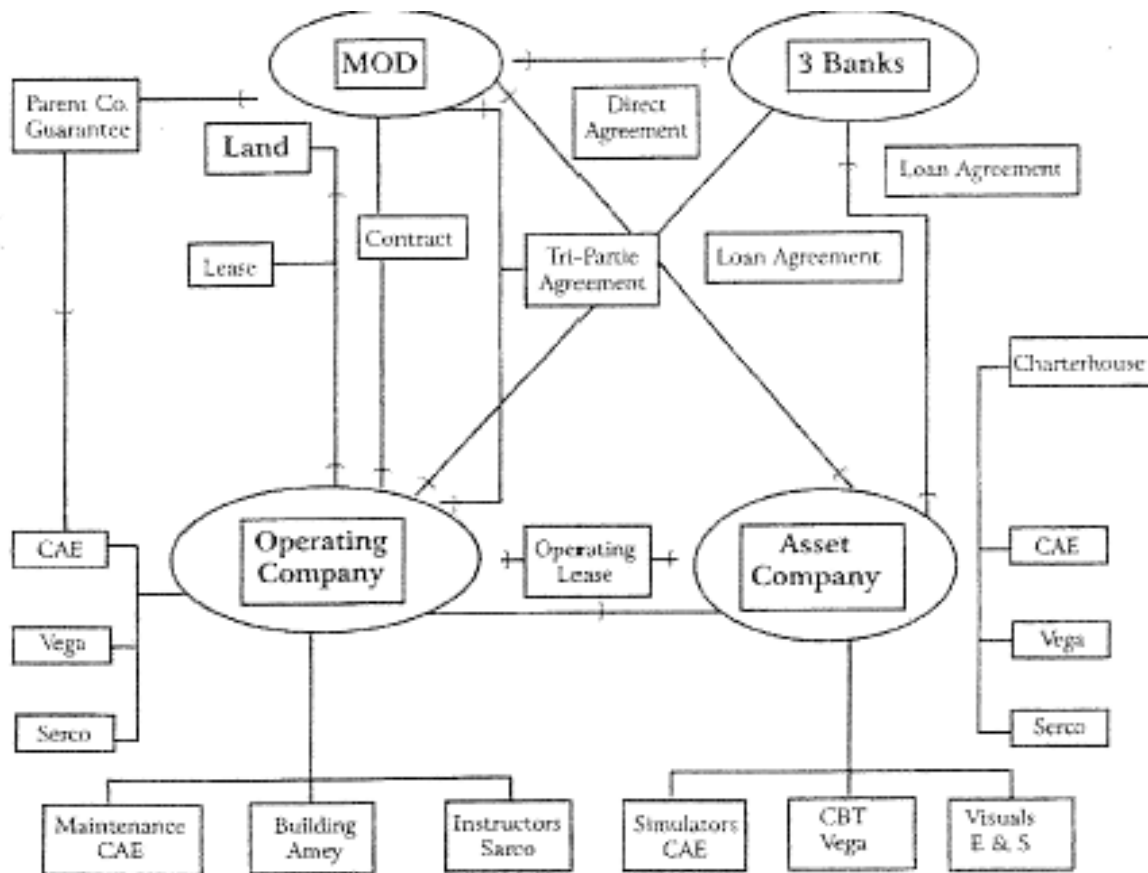 MOD
3 Banks
Parent Co.
Guarantee
Direct
Agreement
Land
Loan Agreement
Contract
Lease
Tri-Partie
Agreement
Loan Agreement
Charterhouse
CAE
Operating
Company
Operating
Lease
Asset
Company
CAE
Vega
Vega
Serco
Serco
Maintenance
CAE
Building
Amey
Instructors
Sarco
Simulators
CAE
CBT
Vega
Visuals
E & S